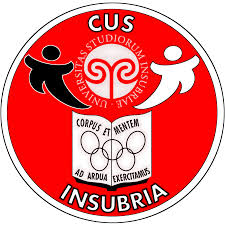 CUS
UNIVERSITAS STUDIORUM INSUBRIAE
CORPUS ET MENTEM
AD ARDUA EXERCITAMUS
INSUBRIA